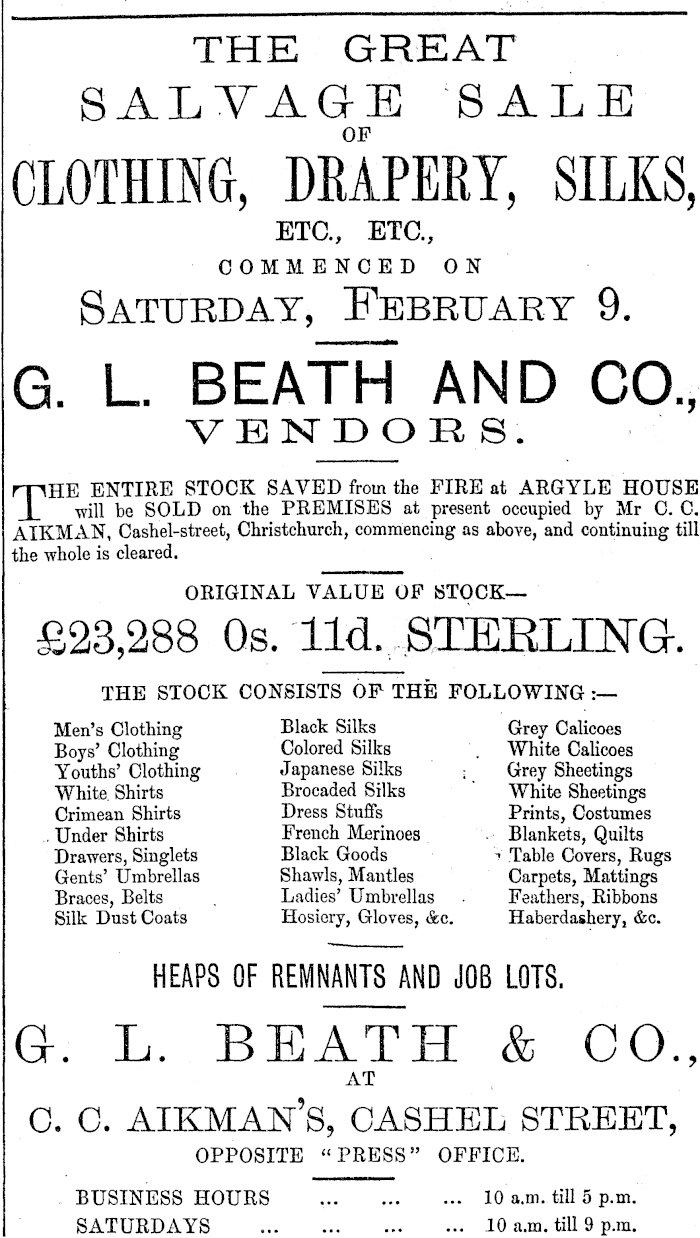 THE GREAT
SALVAGE SALE
OF
CLOTHING, DRAPERY, SILKS,
ETC., ETC.,
COMMENCED ON
SATURDAY, FEBRUARY 9.
G. L. BEATH AND CO.,
VENDORS.
THE ENTIRE STOCK SAVED from the FIRE at ARGYLE HOUSE
will be SOLD on the PREMISES at present occupied by Mr C. C.
AIKMAN, Cashel-street, Christchurch, commencing as above, and continuing till
the whole is cleared.
ORIGINAL VALUE OF STOCK—
£23,288 0s. 11d. STERLING.
THE STOCK CONSISTS OF THE FOLLOWING :—
Men's Clothing
Boys' Clothing
Youths' Clothing
White Shirts
Crimean Shirts
Under Shirts
Drawers, Singlets
Gents' Umbrellas
Braces, Belts
Silk Dust Coats
Black Silks
Colored Silks
Japanese Silks
Brocaded Silks
Dress Stuffs
French Merinoes
Black Goods
Shawls, Mantles
Ladies' Umbrellas
Hosiery, Gloves, &c.
Grey Calicoes
White Calicoes
Grey Sheetings
White Sheetings
Prints, Costumes
Blankets, Quilts
Table Covers, Rugs
Carpets, Mattings
Feathers, Ribbons
Haberdashery, &c.
HEAPS OF REMNANTS AND JOB LOTS.
G. L. BEATH & CO.,
AT
C. C. AIKMAN'S, CASHEL STREET,
OPPOSITE "PRESS" OFFICE.
BUSINESS HOURS ... ... ... 10 a.m. till 5 p.m.
SATURDAYS ... ... ... ... 10 a.m. till 9 p.m.